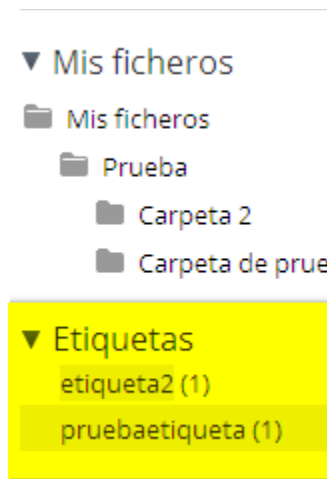 Mis ficheros
Mis ficheros
Prueba
Carpeta 2
Carpeta de prue
Etiquetas
etiqueta2 (1)
pruebaetiqueta (1)